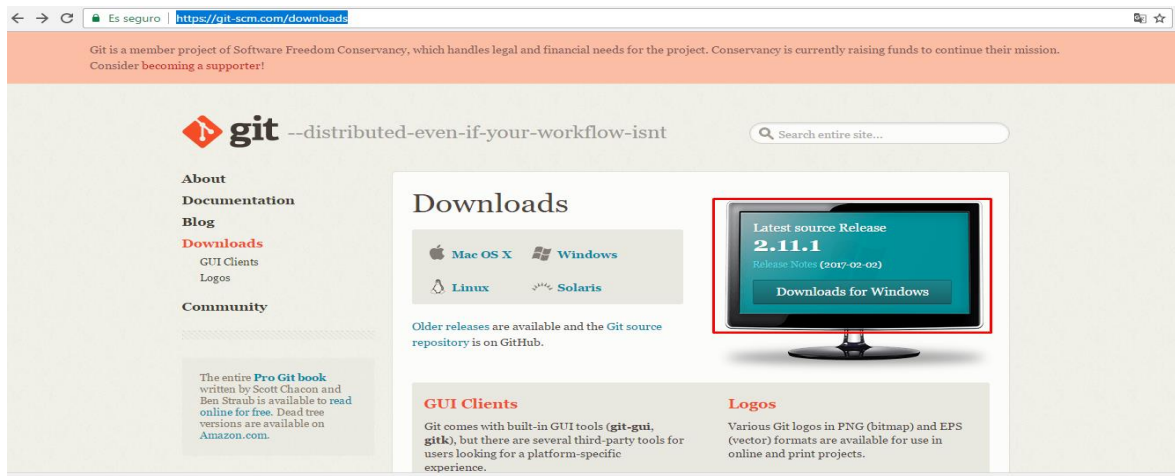 Es seguro
https://git-scm.com/downloads
Git is a member project of Software Freedom Conservancy, which handles legal and financial needs for the project. Conservancy is currently raising funds to continue their mission.
Consider becoming a supporter!
git --distributed-even-if-your-workflow-isnt
Search entire site...
About
Documentation
Blog
Downloads
GUI Clients
Logos
Community
The entire Pro Git book
written by Scott Chacon and
Ben Straub is available to read
online for free. Dead tree
versions are available on
Amazon.com.
Downloads
Mac OS X
Windows
Linux
Solaris
Older releases are available and the Git source
repository is on GitHub.
Latest source Release
2.11.1
Release Notes (2017-02-02)
Downloads for Windows
GUI Clients
Git comes with built-in GUI tools (git-gui,
gitk), but there are several third-party tools for
users looking for a platform-specific
experience.
Logos
Various Git logos in PNG (bitmap) and EPS
(vector) formats are available for use in
online and print projects.